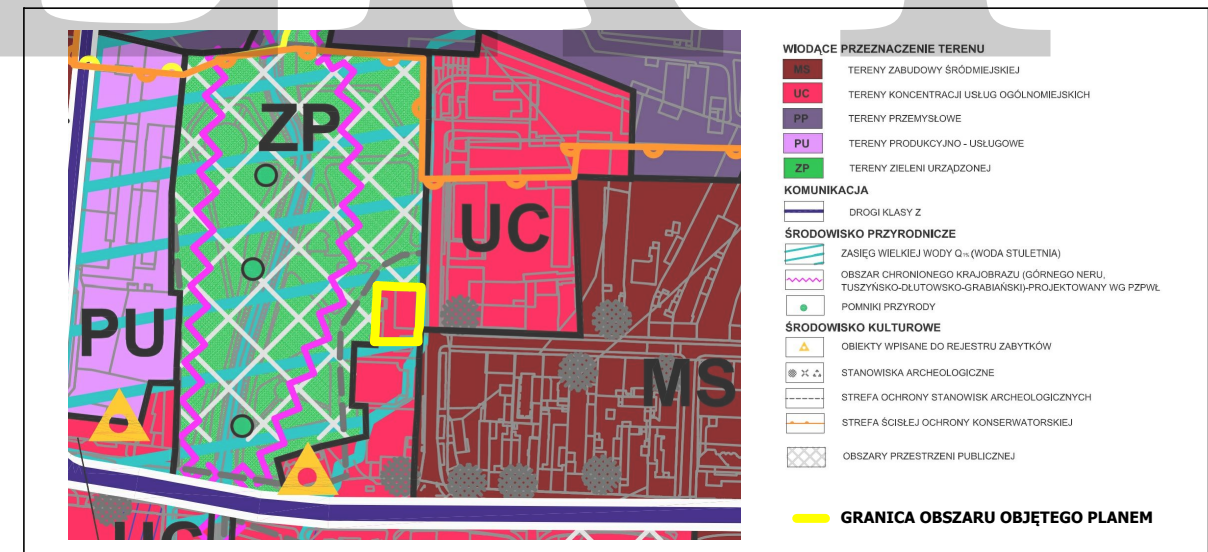 ZP
UC
PU
MS
UC
WIODĄCE PRZEZNACZENIE TERENU
MS TERENY ZABUDOWY ŚRÓDMIEJSKIEJ
UC TERENY KONCENTRACJI USŁUG OGÓLNOMIEJSKICH
PP TERENY PRZEMYSŁOWE
PU TERENY PRODUKCYJNO - USŁUGOWE
ZP TERENY ZIELENI URZĄDZONEJ
KOMUNIKACJA
DROGI KLASY Z
ŚRODOWISKO PRZYRODNICZE
ZASIĘG WIELKIEJ WODY Q1% (WODA STULETNIA)
OBSZAR CHRONIONEGO KRAJOBRAZU (GÓRNEGO NERU,
TUSZYŃSKO-DŁUTOWSKO-GRABIAŃSKI)-PROJEKTOWANY WG PZPWŁ
POMNIKI PRZYRODY
ŚRODOWISKO KULTUROWE
OBIEKTY WPISANE DO REJESTRU ZABYTKÓW
STANOWISKA ARCHEOLOGICZNE
STREFA OCHRONY STANOWISK ARCHEOLOGICZNYCH
STREFA ŚCISŁEJ OCHRONY KONSERWATORSKIEJ
OBSZARY PRZESTRZENI PUBLICZNEJ
GRANICA OBSZARU OBJĘTEGO PLANEM